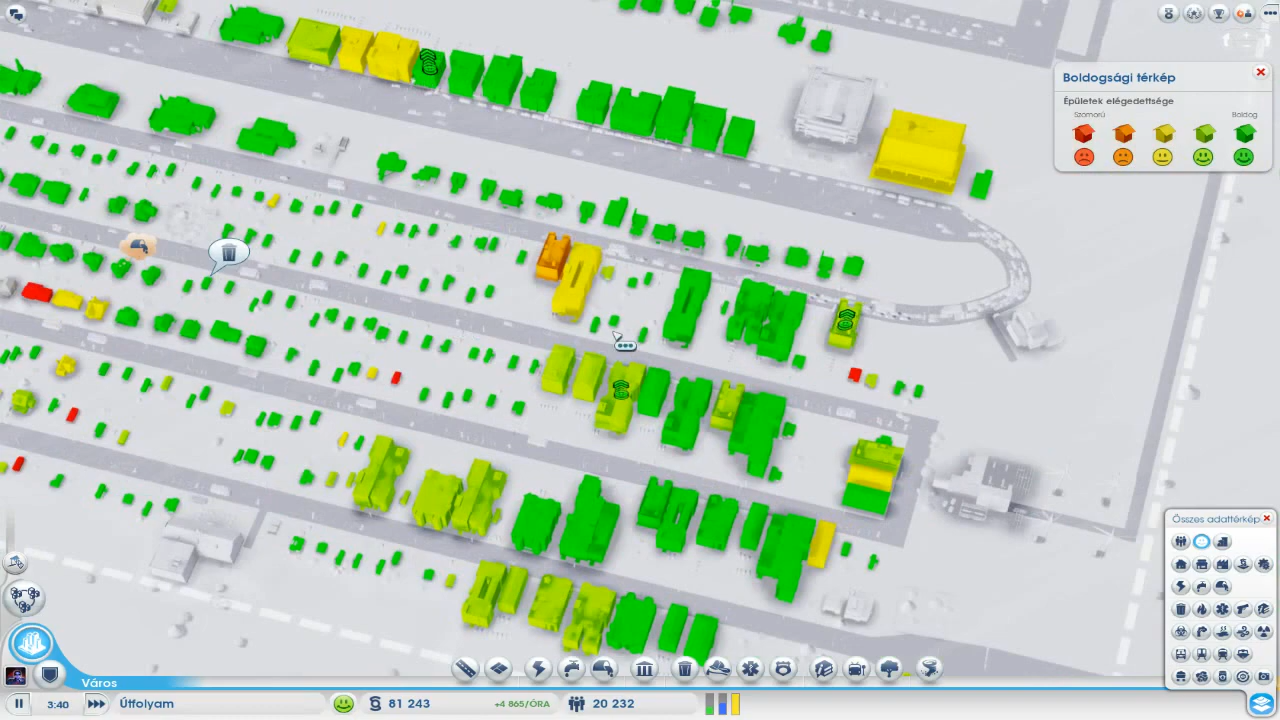 Boldogsági térkép
Épületek elégedettsége
Szomorú Boldog
Összes adattérkép
Város
3:40 Útfolyam 81 243 +4 865/ÓRA 20 232